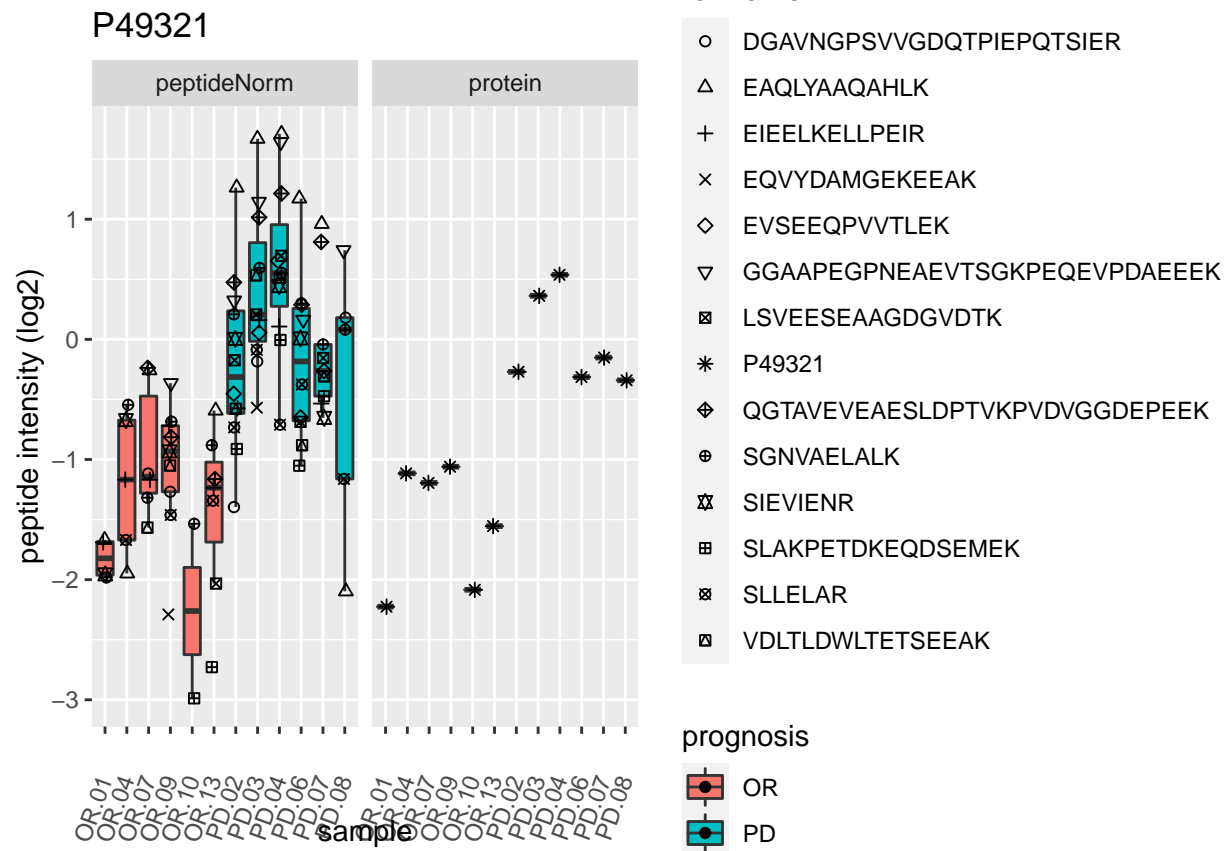 P49321
peptideNorm
protein
peptide intensity (log2)
1
0
−1
−2
−3
OR.01
OR.04
OR.07
OR.09
OR.10
OR.13
PD.02
PD.03
PD.04
PD.06
PD.07
PD.08
OR.01
OR.04
OR.07
OR.09
OR.10
OR.13
PD.02
PD.03
PD.04
PD.06
PD.07
PD.08
sample
DGAVNGPSVVGDQTPIEPQTSIER
EAQLYAAQAHLK
EIEELKELLPEIR
EQVYDAMGEKEEAK
EVSEEQPVVTLEK
GGAAPEGPNEAEVTSGKPEQEVPDAEEEK
LSVEESEAAGDGVDTK
P49321
QGTAVEVEAESLDPTVKPVDVGGDEPEEK
SGNVAELALK
SIEVIENR
SLAKPETDKEQDSEMEK
SLLELAR
VDLTLDWLTETSEEAK
prognosis
OR
PD